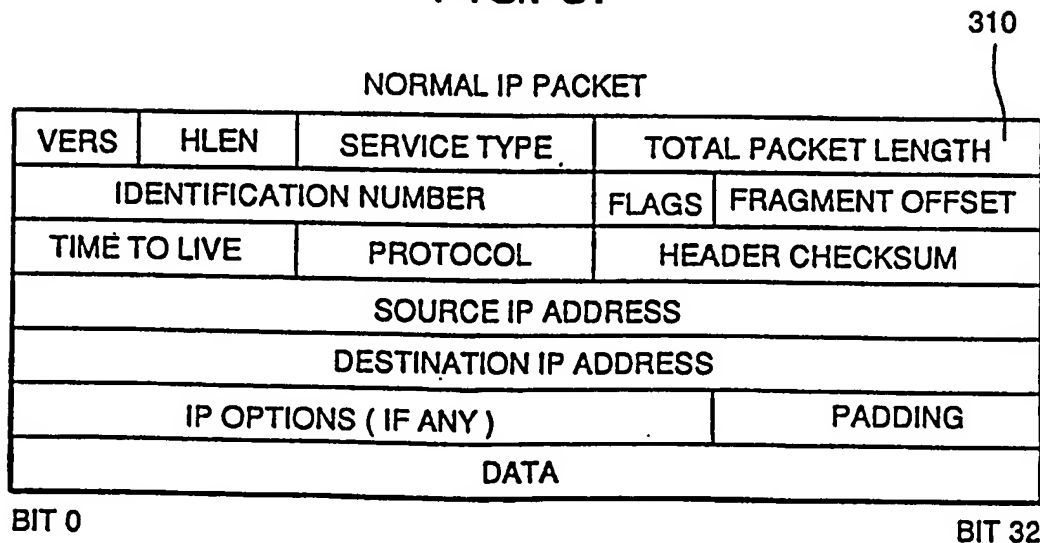 310
NORMAL IP PACKET
VERS HLEN SERVICE TYPE TOTAL PACKET LENGTH
IDENTIFICATION NUMBER FLAGS FRAGMENT OFFSET
TIME TO LIVE PROTOCOL HEADER CHECKSUM
SOURCE IP ADDRESS
DESTINATION IP ADDRESS
IP OPTIONS ( IF ANY ) PADDING
DATA
BIT 0 BIT 32